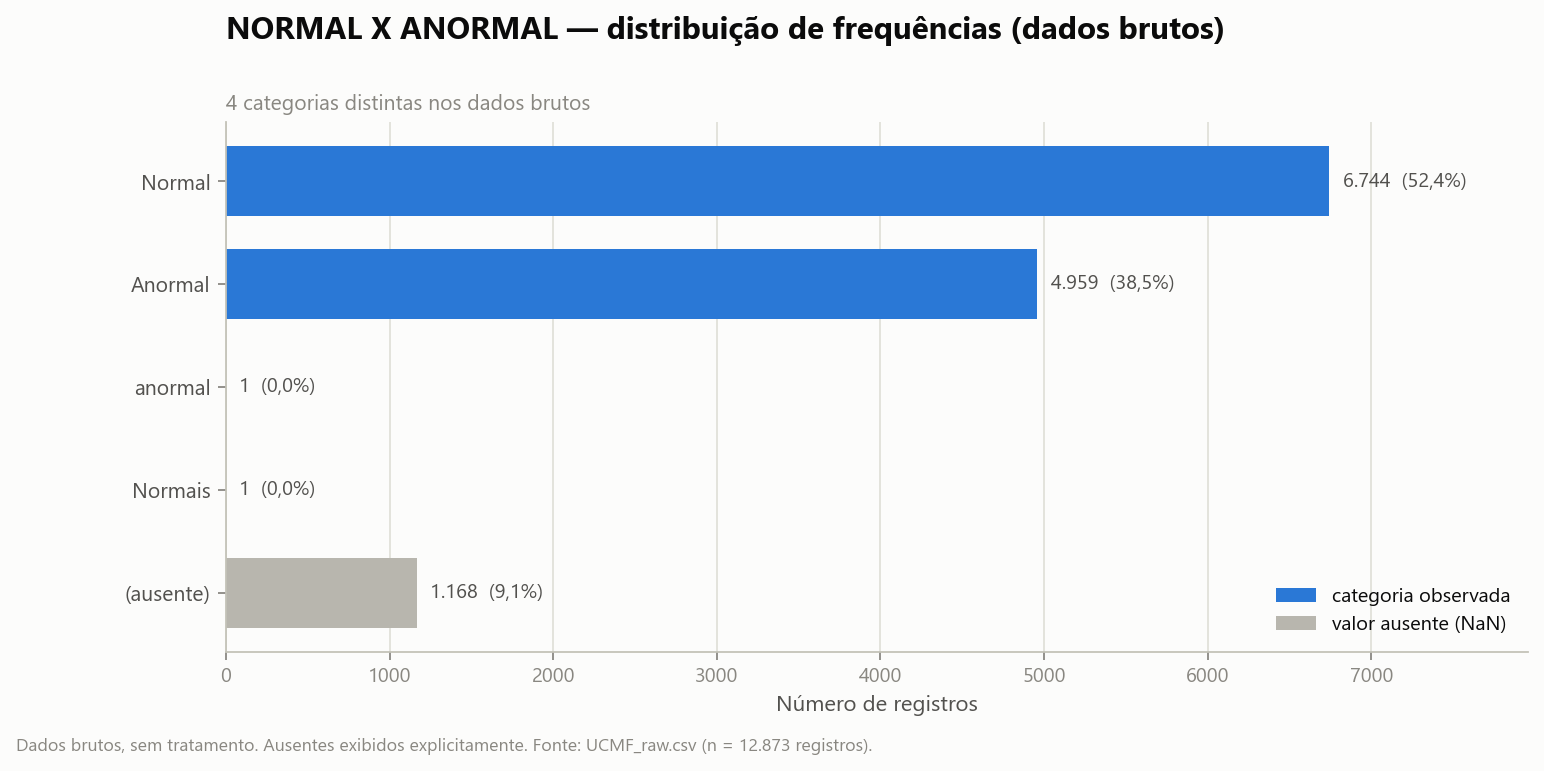 NORMAL X ANORMAL — distribuição de frequências (dados brutos)
4 categorias distintas nos dados brutos
Normal
6.744 (52,4%)
Anormal
4.959 (38,5%)
anormal
1 (0,0%)
Normais
1 (0,0%)
(ausente)
1.168 (9,1%)
categoria observada
valor ausente (NaN)
0 1000 2000 3000 4000 5000 6000 7000
Número de registros
Dados brutos, sem tratamento. Ausentes exibidos explicitamente. Fonte: UCMF_raw.csv (n = 12.873 registros).